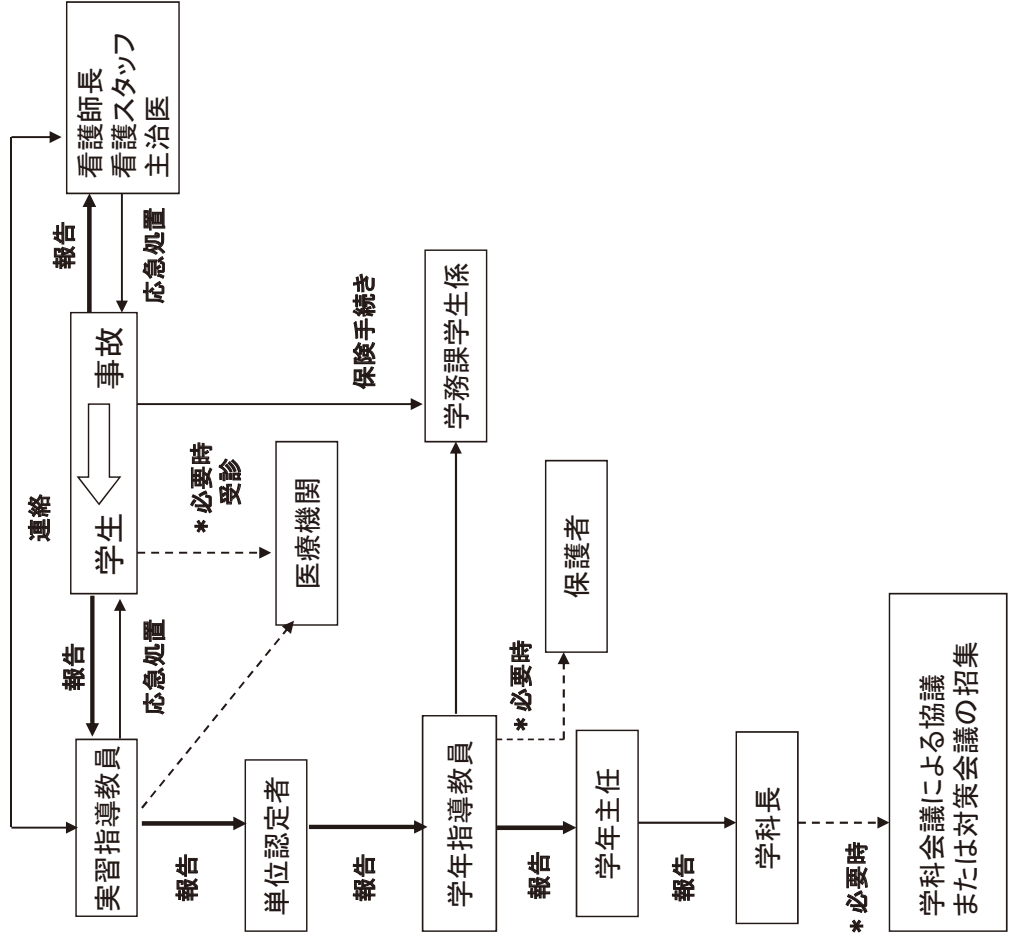 連絡
報告
報告
実習指導教員
学生 事故
看護師長
看護スタッフ
主治医
応急処置
応急処置
報告
＊必要時
受診
単位認定者
医療機関
報告
保険手続き
学年指導教員
学務課学生係
＊必要時
報告
保護者
学年主任
報告
学科長
＊必要時
学科会議による協議
または対策会議の招集